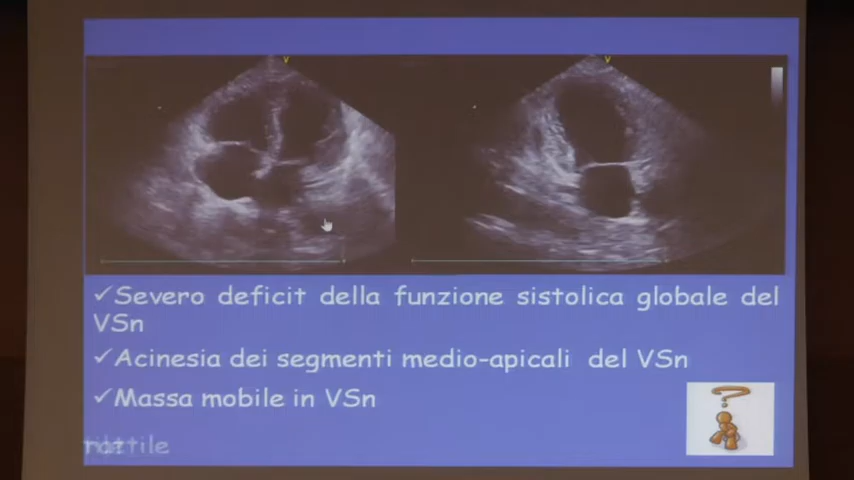 V
V
✓Severo deficit della funzione sistolica globale del
VSn
✓Acinesia dei segmenti medio-apicali del VSn
✓Massa mobile in VSn